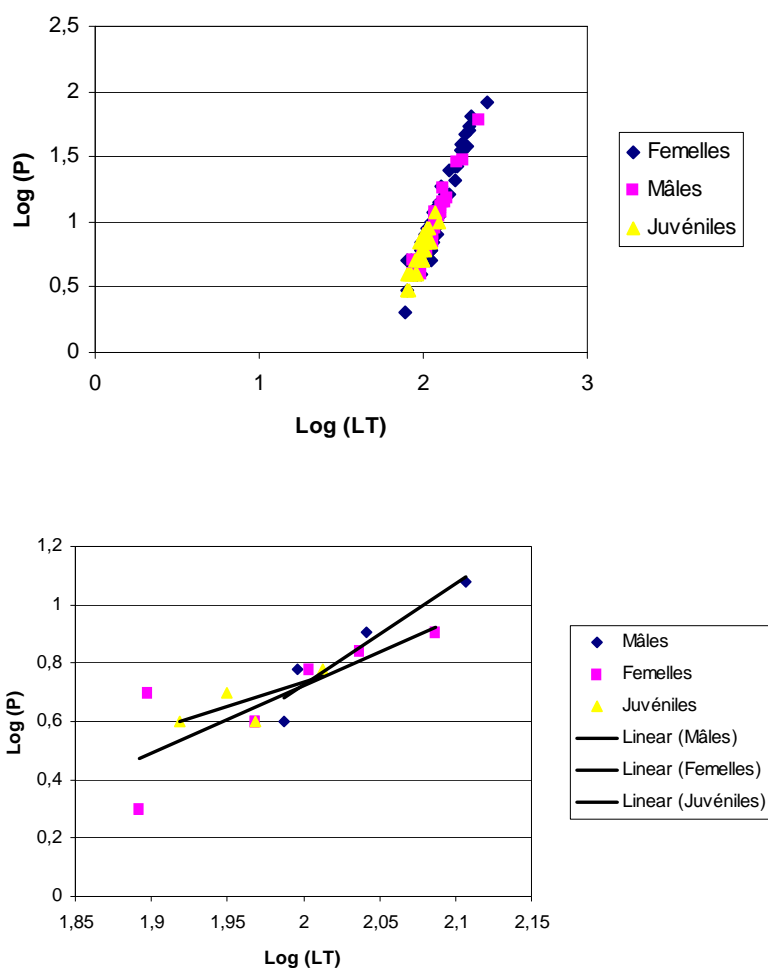 2,5
2
1,5
1
0,5
0
0 1 2 3
Log (P)
Log (LT)
Femelles
Mâles
Juvéniles
1,2
1
0,8
0,6
0,4
0,2
0
1,85 1,9 1,95 2 2,05 2,1 2,15
Log (P)
Log (LT)
Mâles
Femelles
Juvéniles
Linear (Mâles)
Linear (Femelles)
Linear (Juvéniles)